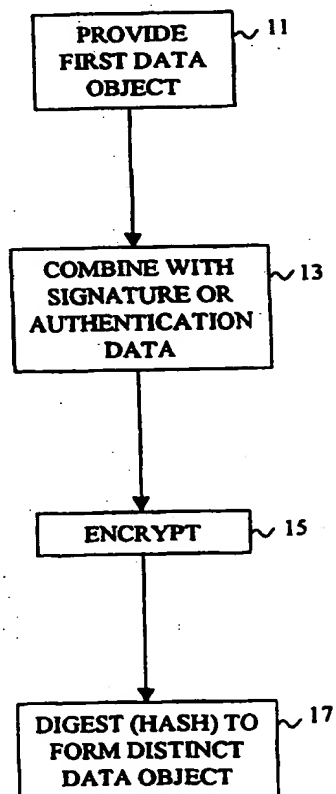 PROVIDE
FIRST DATA
OBJECT
11
COMBINE WITH
SIGNATURE OR
AUTHENTICATION
DATA
13
ENCRYPT
15
DIGEST (HASH) TO
FORM DISTINCT
DATA OBJECT
17